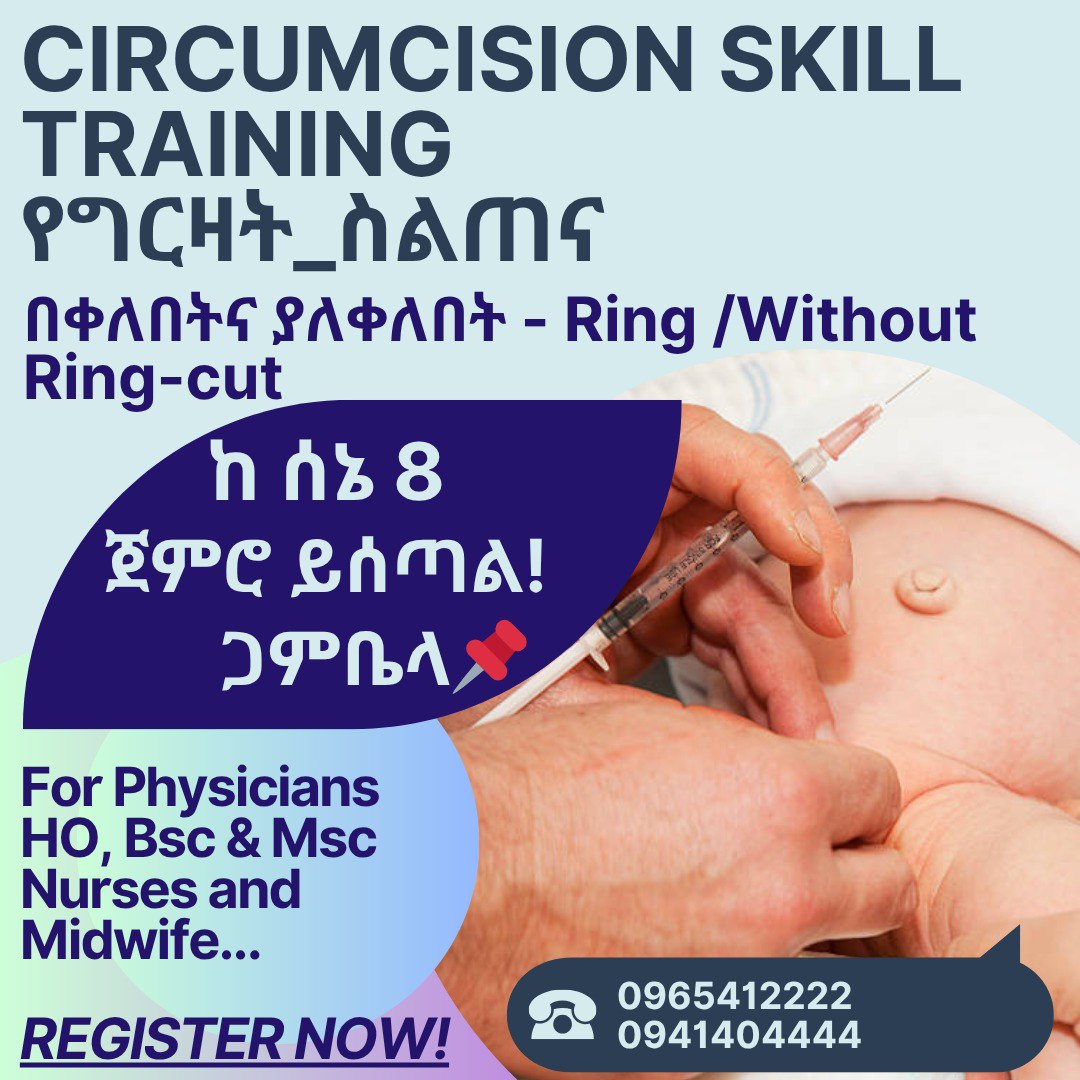 CIRCUMCISION SKILL
TRAINING
የግርዛት_ስልጠና
በቀለበትና ያለቀለበት - Ring /Without
Ring-cut
ከ ሰኔ 8
ጀምሮ ይሰጣል!
ጋምቤላ
For Physicians
HO, Bsc & Msc
Nurses and
Midwife...
REGISTER NOW!
0965412222
0941404444